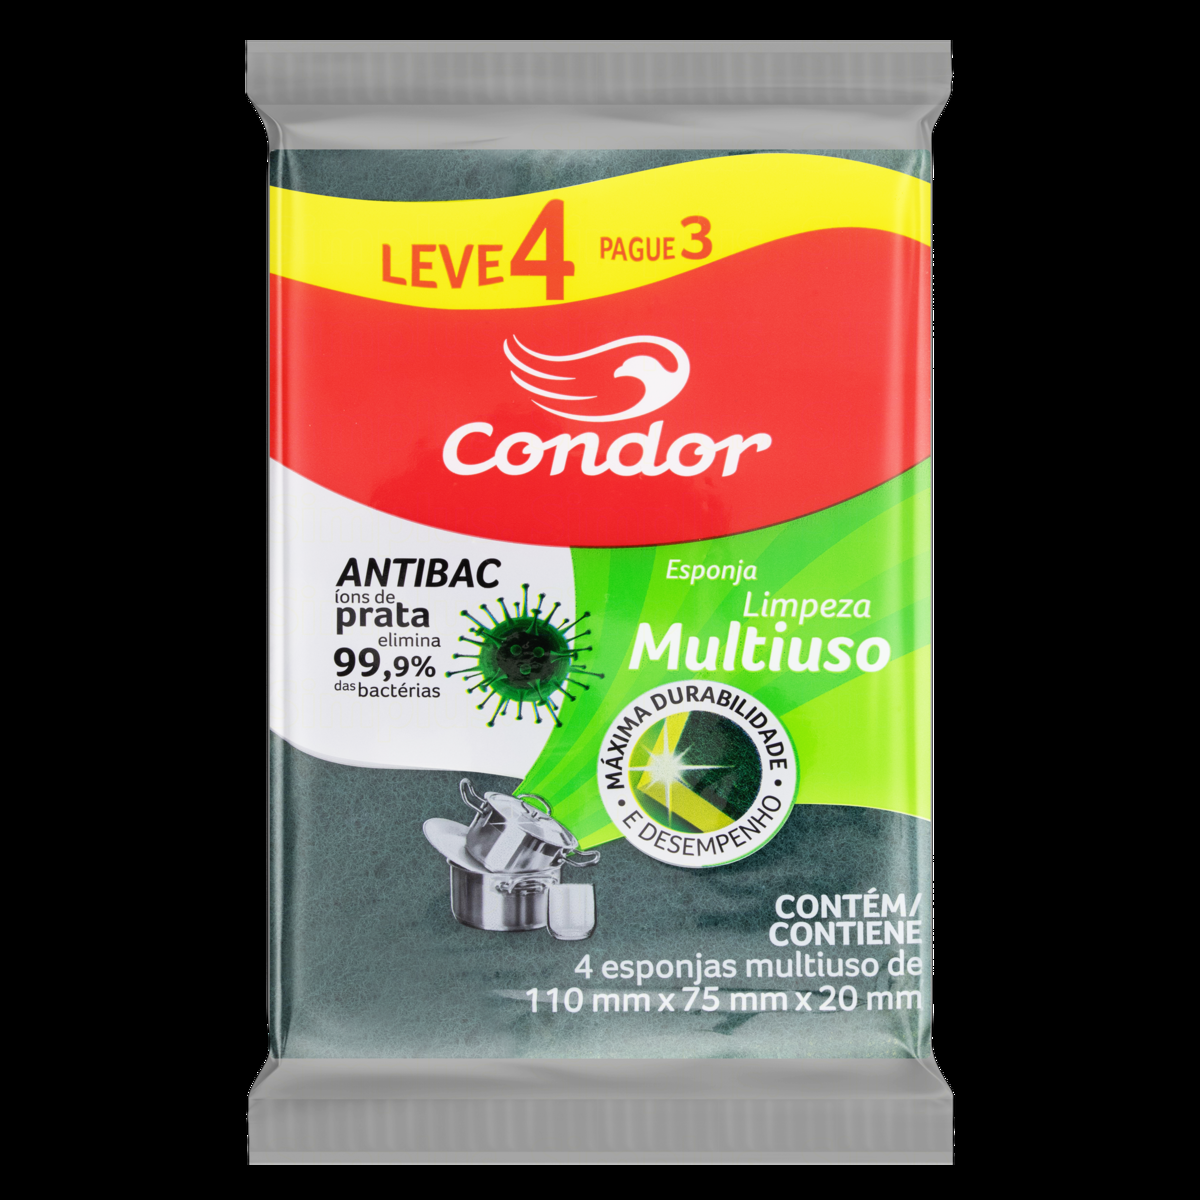 LEVE 4 PAGUE 3
Condor
ANTIBAC
íons de
prata
elimina
99,9%
das bactérias
Esponja
Limpeza
Multiuso
MÁXIMA DURABILIDADE
• E DESEMPENHO •
CONTÉM/
CONTIENE
4 esponjas multiuso de
110 mm x 75 mm x 20 mm